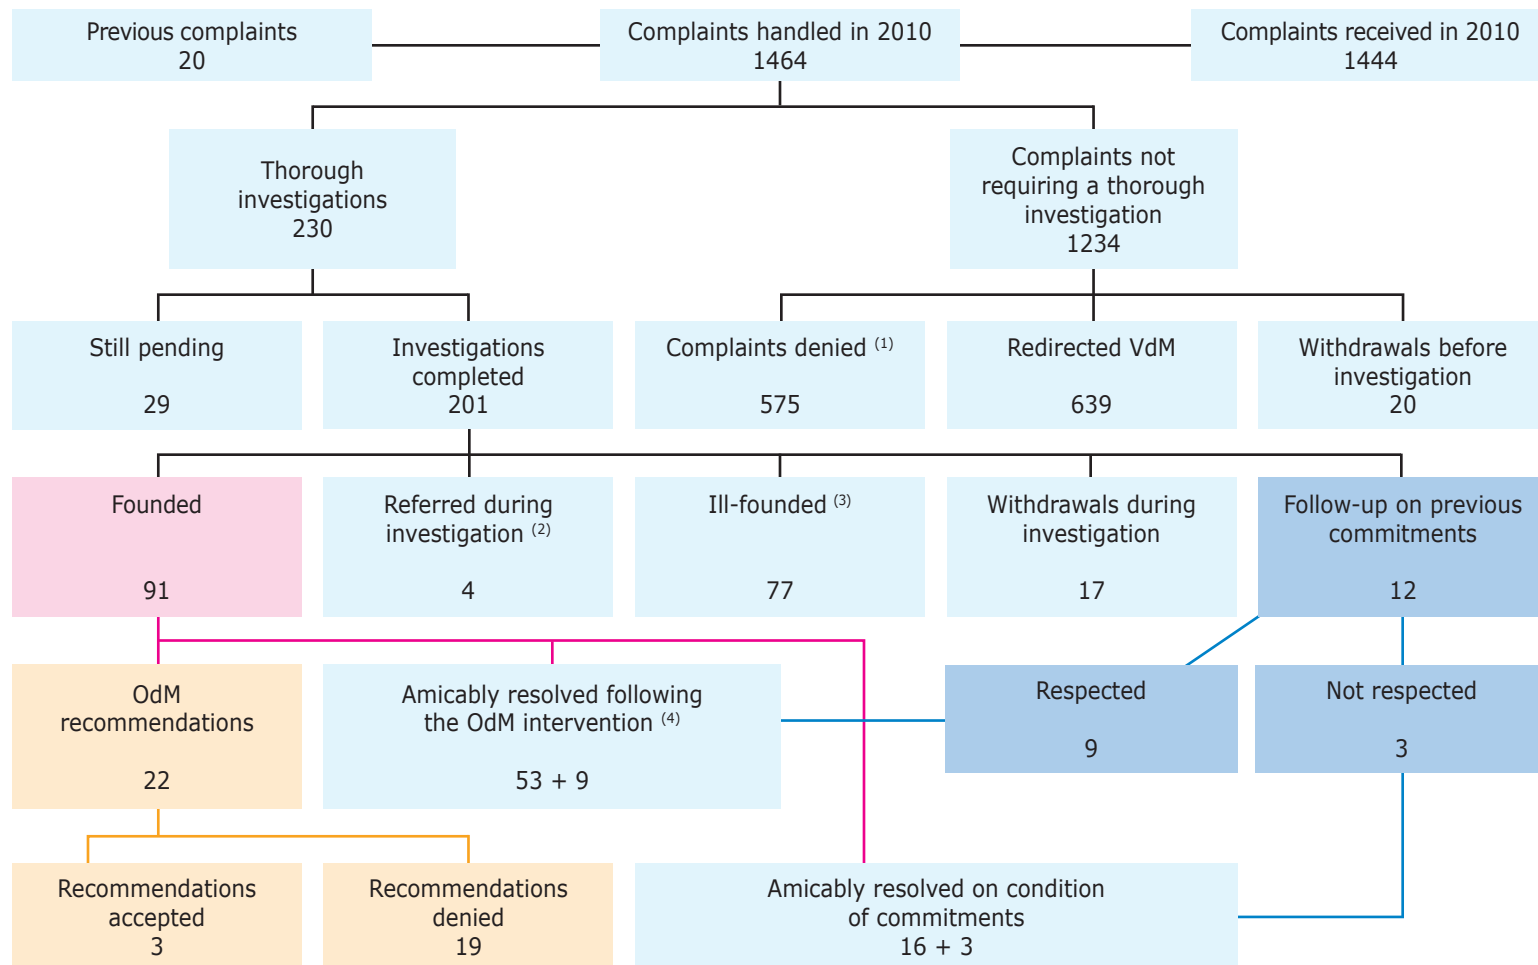 Previous complaints
20
Complaints handled in 2010
1464
Complaints received in 2010
1444
Thorough
investigations
230
Complaints not
requiring a thorough
investigation
1234
Still pending
29
Investigations
completed
201
Complaints denied (1)
575
Redirected VdM
639
Withdrawals before
investigation
20
Founded
91
Referred during
investigation (2)
4
Ill-founded (3)
77
Withdrawals during
investigation
17
Follow-up on previous
commitments
12
OdM
recommendations
22
Amicably resolved following
the OdM intervention (4)
53 + 9
Respected
9
Not respected
3
Recommendations
accepted
3
Recommendations
denied
19
Amicably resolved on condition
of commitments
16 + 3